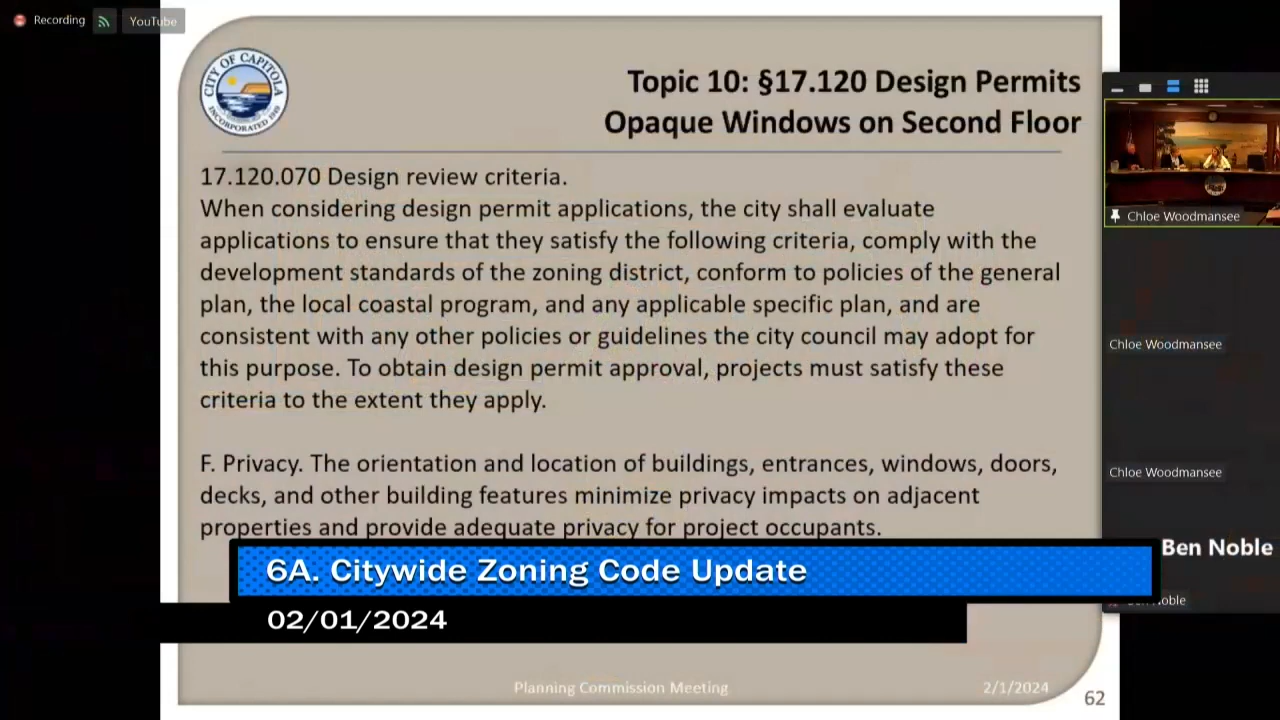 Recording
YouTube
CITY OF CAPITOLA
INCORPORATED 1949
Topic 10: §17.120 Design Permits
Opaque Windows on Second Floor
17.120.070 Design review criteria.
When considering design permit applications, the city shall evaluate
applications to ensure that they satisfy the following criteria, comply with the
development standards of the zoning district, conform to policies of the general
plan, the local coastal program, and any applicable specific plan, and are
consistent with any other policies or guidelines the city council may adopt for
this purpose. To obtain design permit approval, projects must satisfy these
criteria to the extent they apply.
F. Privacy. The orientation and location of buildings, entrances, windows, doors,
decks, and other building features minimize privacy impacts on adjacent
properties and provide adequate privacy for project occupants.
6A. Citywide Zoning Code Update
02/01/2024
Planning Commission Meeting
2/1/2024
62
Chloe Woodmansee
Chloe Woodmansee
Chloe Woodmansee
Ben Noble
Ben Noble